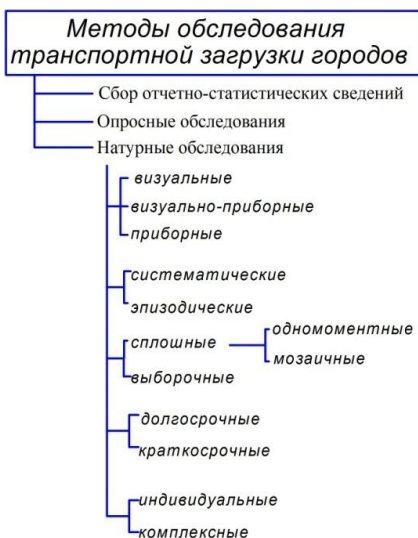 Методы обследования
транспортной загрузки городов
Сбор отчетно-статистических сведений
Опросные обследования
Натурные обследования
визуальные
визуально-приборные
приборные
систематические
эпизодические
сплошные
одномоментные
мозаичные
выборочные
долгосрочные
краткосрочные
индивидуальные
комплексные